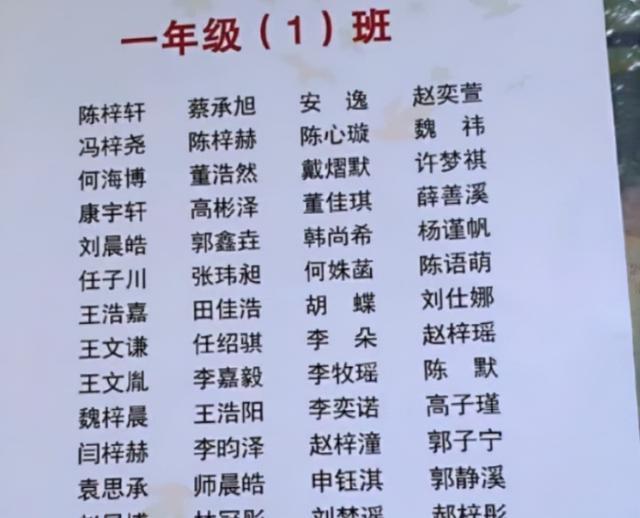 一年级（1）班
陈梓轩 蔡承旭 安逸 赵奕萱
冯梓尧 陈梓赫 陈心璇 魏祎
何海博 董浩然 戴熠默 许梦祺
康宇轩 高彬泽 董佳琪 薛善溪
刘晨皓 郭鑫垚 韩尚希 杨谨帆
任子川 张玮昶 何姝菡 陈语萌
王浩嘉 田佳浩 胡蝶 刘仕娜
王文谦 任绍骐 李朵 赵梓瑶
王文胤 李嘉毅 李牧瑶 陈默
魏梓晨 王浩阳 李奕诺 高子瑾
闫梓赫 李昀泽 赵梓潼 郭子宁
袁思承 师晨皓 申钰淇 郭静溪